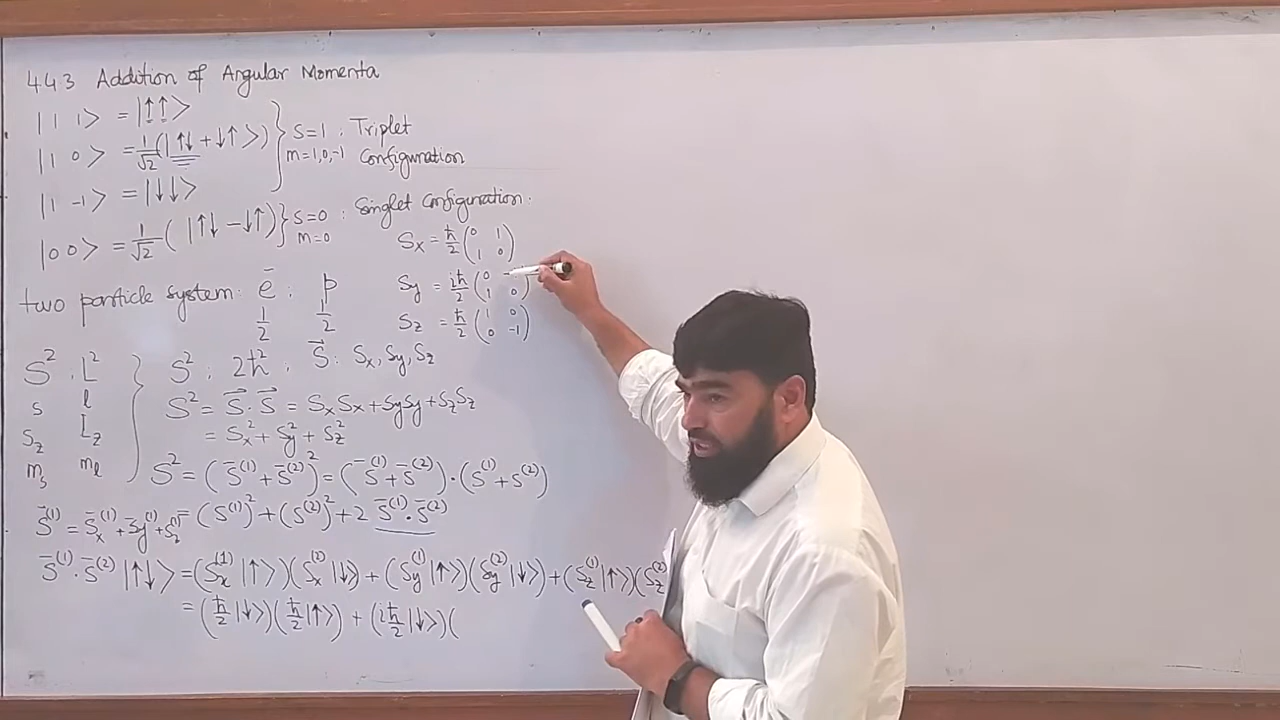 4.4.3 Addition of Angular Momenta
|1 1> = |↑↑>
|1 0> = 1/√2 (|↑↓ + ↓↑>)
|1 -1> = |↓↓>
} S=1 : Triplet
m=1,0,-1 Configuration
|0 0> = 1/√2 ( |↑↓ - ↓↑) } S=0 : Singlet Configuration.
m=0
Sx = ħ/2 (0 1
1 0)
two particle system: ē : p
1/2 1/2
Sy = iħ/2 (0
1 0)
Sz = ħ/2 (1 0
0 -1)
S² , L²
s l
Sz Lz
ms ml
}
S² : 2ħ² : S⃗ : Sx, Sy, Sz
S² = S⃗ . S⃗ = SxSx + SySy + SzSz
= Sx² + Sy² + Sz²
S² = (S̄⁽¹⁾ + S̄⁽²⁾)² = (S̄⁽¹⁾ + S̄⁽²⁾) · (S⁽¹⁾ + S⁽²⁾)
= (S⁽¹⁾)² + (S⁽²⁾)² + 2 S̄⁽¹⁾ . S̄⁽²⁾
S̄⁽¹⁾ = S̄x⁽¹⁾ + S̄y⁽¹⁾ + Sz⁽¹⁾
S̄⁽¹⁾ . S̄⁽²⁾ |↑↓> = (Sx⁽¹⁾|↑>)(Sx⁽²⁾|↓>) + (Sy⁽¹⁾|↑>)(Sy⁽²⁾|↓>) + (Sz⁽¹⁾|↑>)(Sz⁽²⁾
= (ħ/2|↓>)(ħ/2|↑>) + (iħ/2|↓>)(